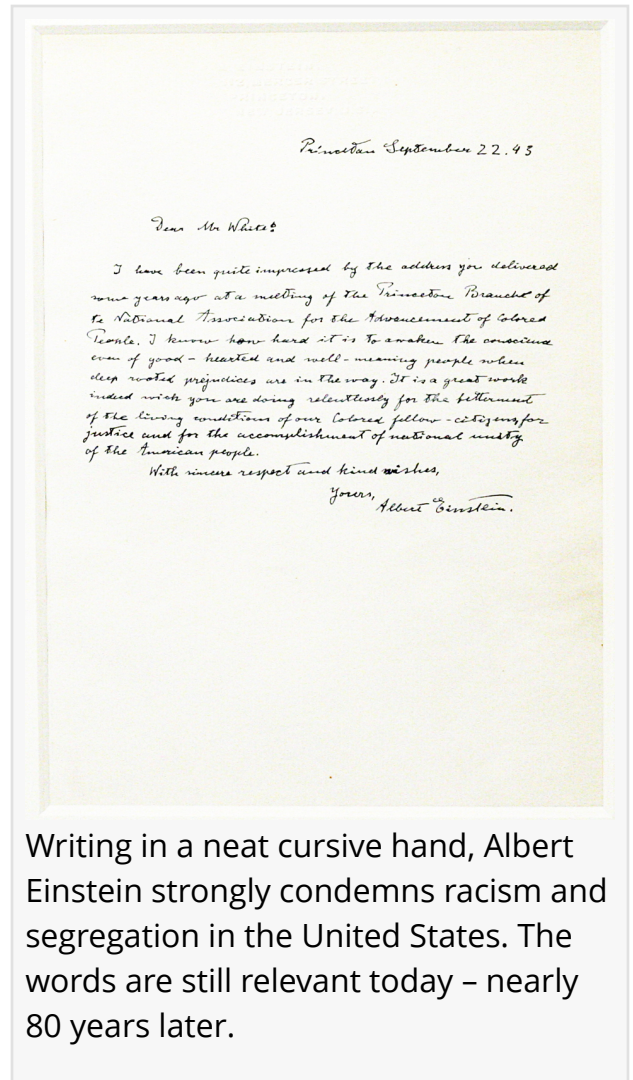 Princeton September 22.43
Dear Mr White!
I have been quite impressed by the address you delivered
some years ago at a meeting of the Princeton Branche of
te National Association for the Advancement of Colored
People. I know how hard it is to awaken the conscience
even of good-hearted and well-meaning people when
deep rooted prejudices are in the way. It is a great work
indeed wich you are doing relentlessly for the betterment
of the living conditions of our Colored fellow-citizens, for
justice and for the accomplishment of national unity
of the American people.
With sincere respect and kind wishes,
Yours,
Albert Einstein.
Writing in a neat cursive hand, Albert
Einstein strongly condemns racism and
segregation in the United States. The
words are still relevant today – nearly
80 years later.